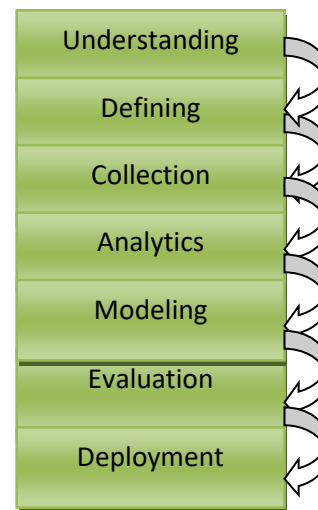 Understanding
Defining
Collection
Analytics
Modeling
Evaluation
Deployment